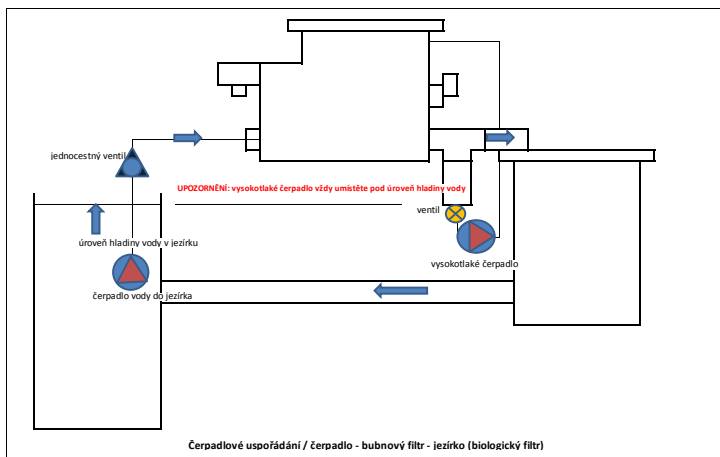 jednocestný ventil
UPOZORNĚNÍ: vysokotlaké čerpadlo vždy umístěte pod úroveň hladiny vody
ventil
úroveň hladiny vody v jezírku
vysokotlaké čerpadlo
čerpadlo vody do jezírka
Čerpadlové uspořádání / čerpadlo - bubnový filtr - jezírko (biologický filtr)